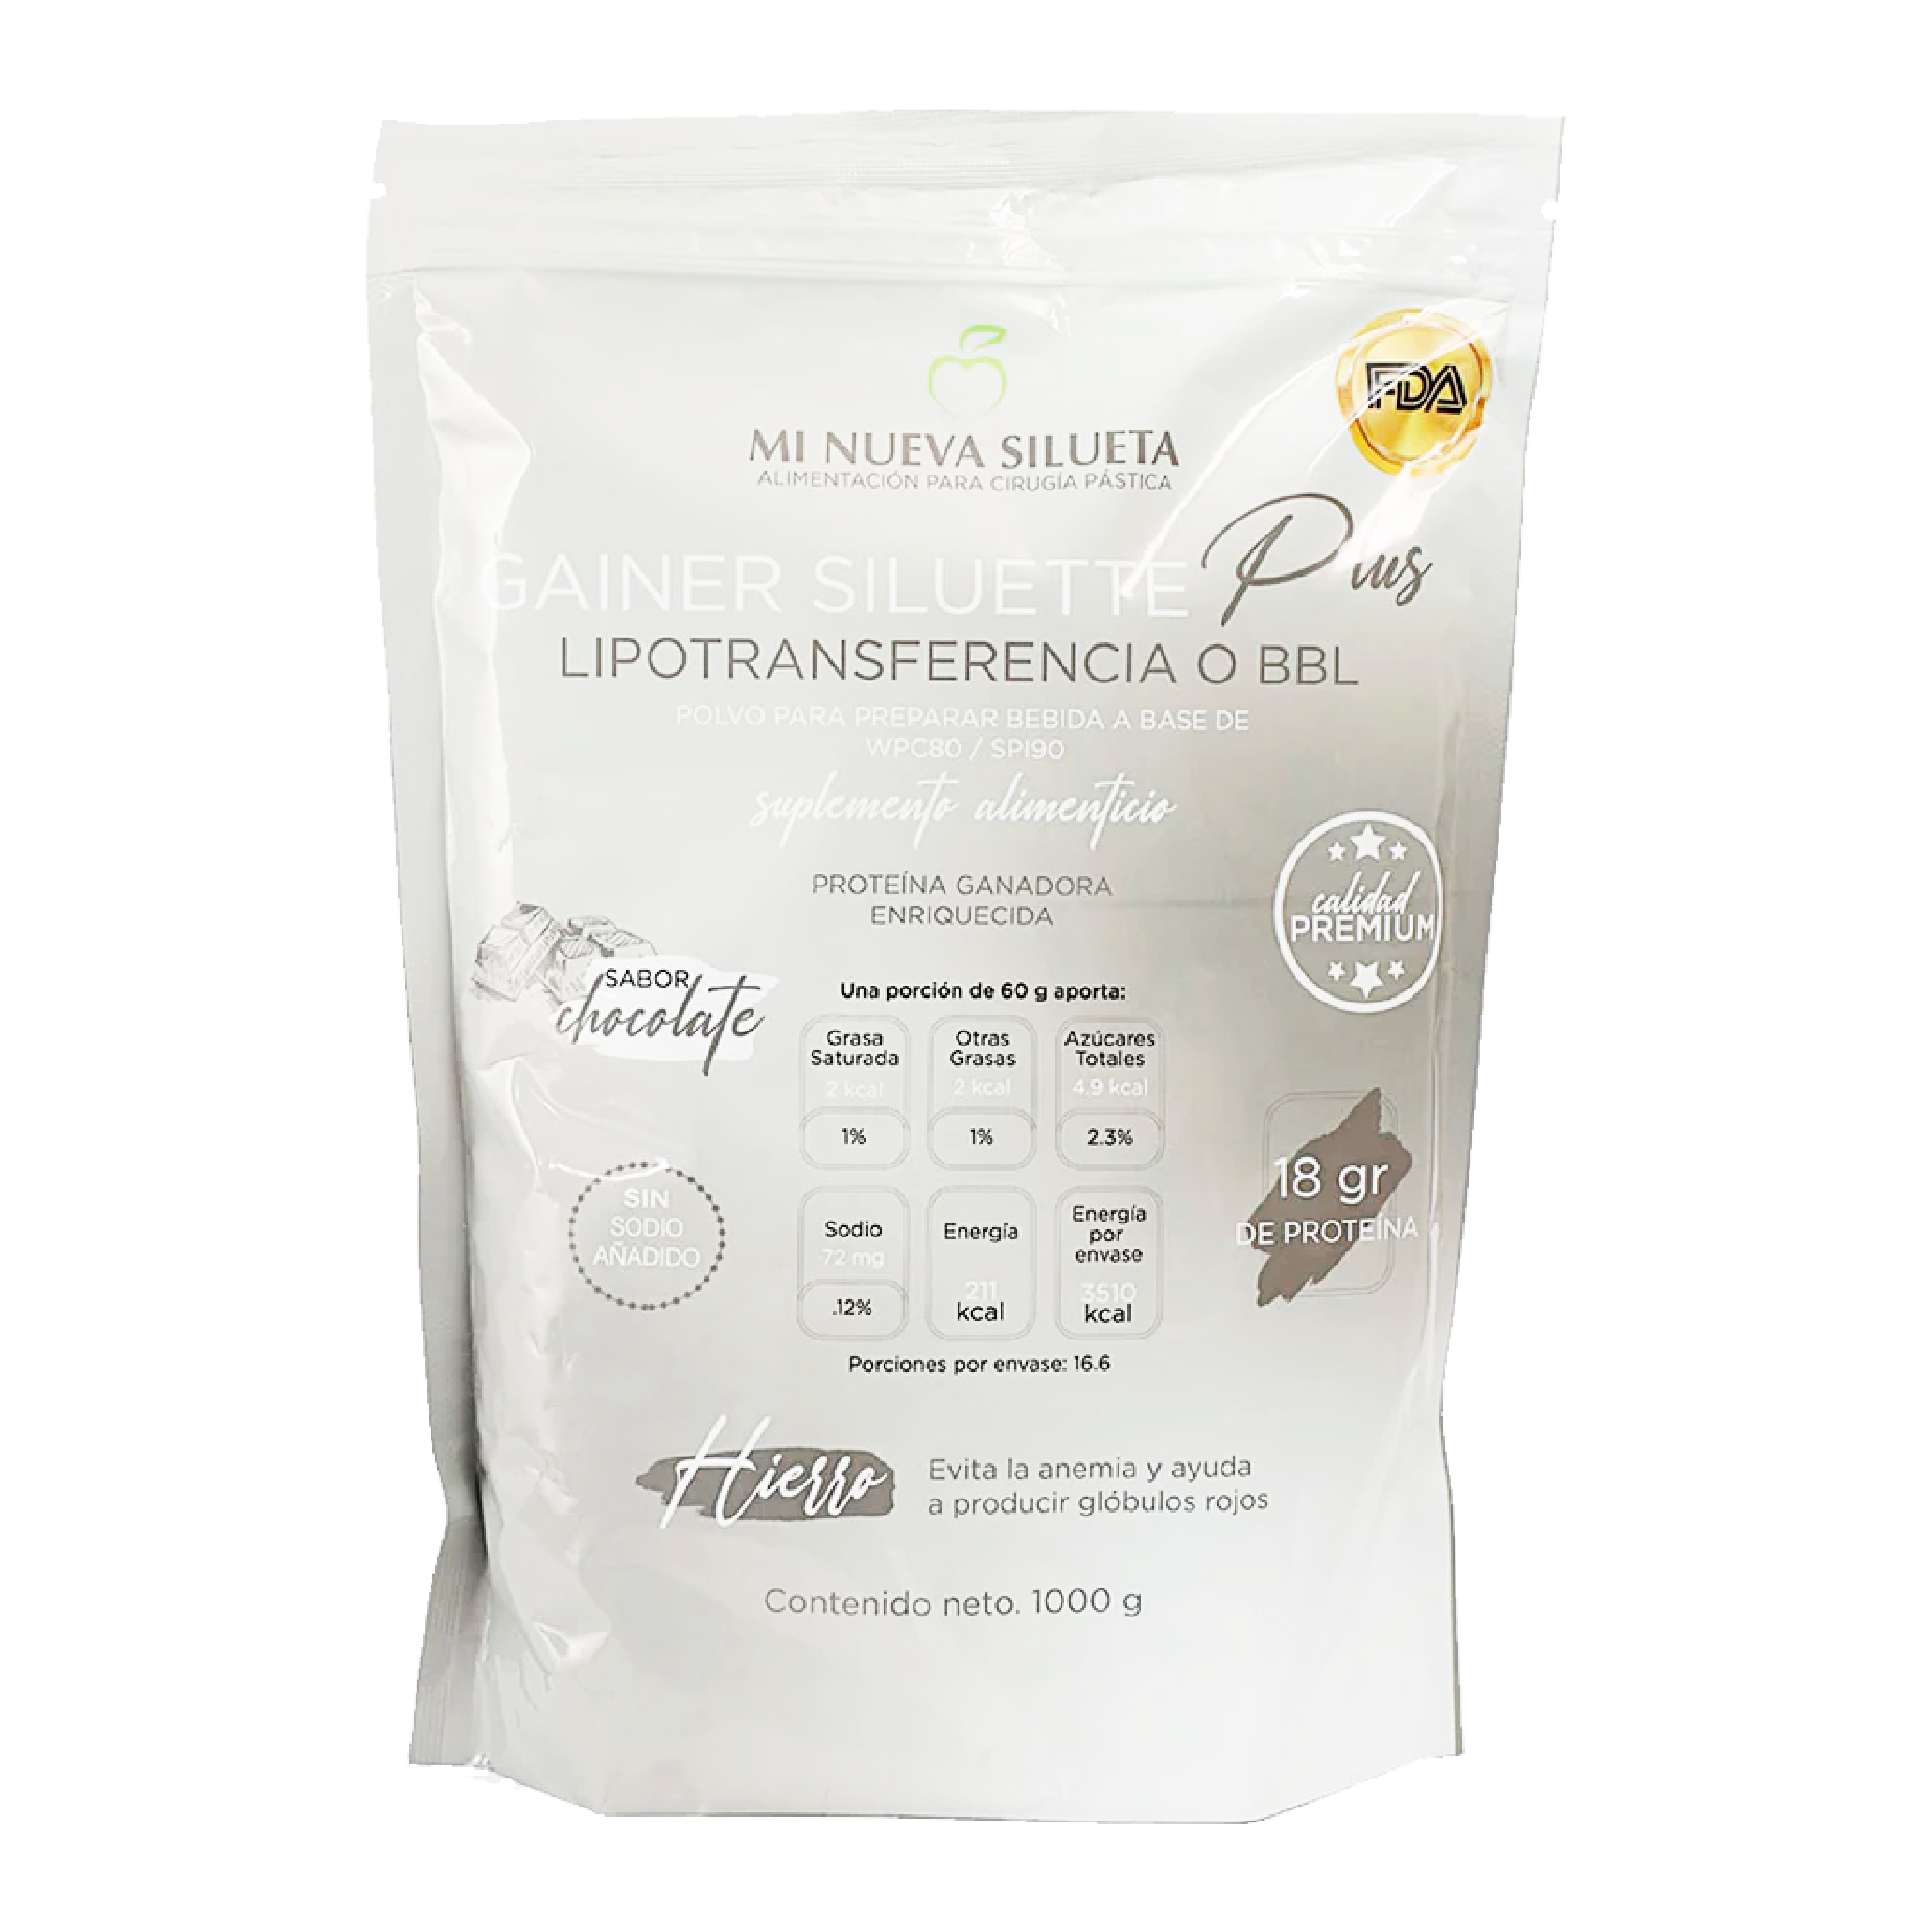 FDA
MI NUEVA SILUETA
ALIMENTACIÓN PARA CIRUGÍA PÁSTICA
GAINER SILUETTE Plus
LIPOTRANSFERENCIA O BBL
POLVO PARA PREPARAR BEBIDA A BASE DE
WPC80 / SPI90
suplemento alimenticio
PROTEÍNA GANADORA
ENRIQUECIDA
calidad
PREMIUM
SABOR
chocolate
Una porción de 60 g aporta:
Grasa
Saturada
2 kcal
1%
Otras
Grasas
2 kcal
1%
Azúcares
Totales
4.9 kcal
2.3%
SIN
SODIO
AÑADIDO
Sodio
72 mg
.12%
Energía
211
kcal
Energía
por
envase
3510
kcal
18 gr
DE PROTEÍNA
Porciones por envase: 16.6
Hierro
Evita la anemia y ayuda
a producir glóbulos rojos
Contenido neto. 1000 g